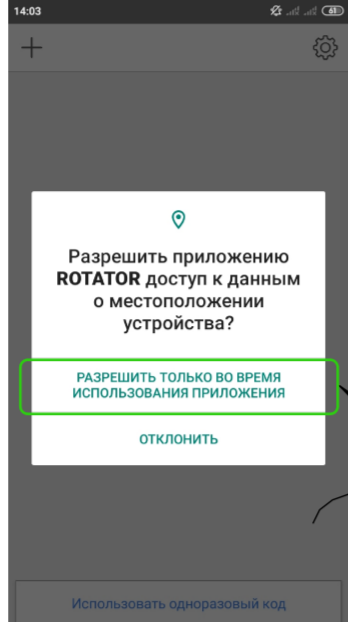 14:03
61
Разрешить приложению
ROTATOR доступ к данным
о местоположении
устройства?
РАЗРЕШИТЬ ТОЛЬКО ВО ВРЕМЯ
ИСПОЛЬЗОВАНИЯ ПРИЛОЖЕНИЯ
ОТКЛОНИТЬ
Использовать одноразовый код